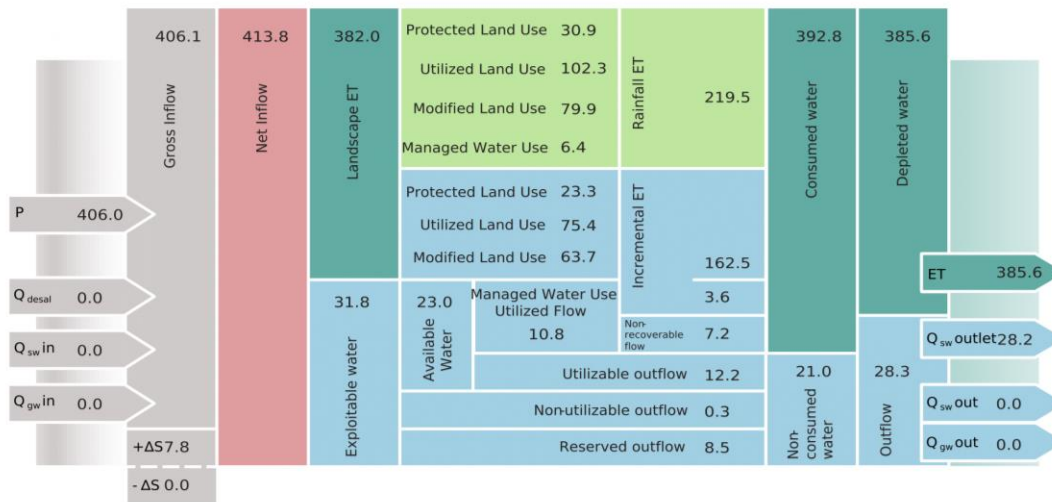 P 406.0
Q desal 0.0
Q sw in 0.0
Q gw in 0.0
406.1
Gross Inflow
+ΔS 7.8
- ΔS 0.0
413.8
Net Inflow
382.0
Landscape ET
31.8
Exploitable water
Protected Land Use 30.9
Utilized Land Use 102.3
Modified Land Use 79.9
Managed Water Use 6.4
Rainfall ET
219.5
Protected Land Use 23.3
Utilized Land Use 75.4
Modified Land Use 63.7
Incremental ET
162.5
3.6
23.0
Available
Water
Managed Water Use
Utilized Flow
10.8
Non-
recoverable
flow
7.2
Utilizable outflow 12.2
Non-utilizable outflow 0.3
Reserved outflow 8.5
392.8
Consumed water
21.0
Non-
consumed
water
385.6
Depleted water
28.3
Outflow
ET 385.6
Q sw outlet 28.2
Q sw out 0.0
Q gw out 0.0